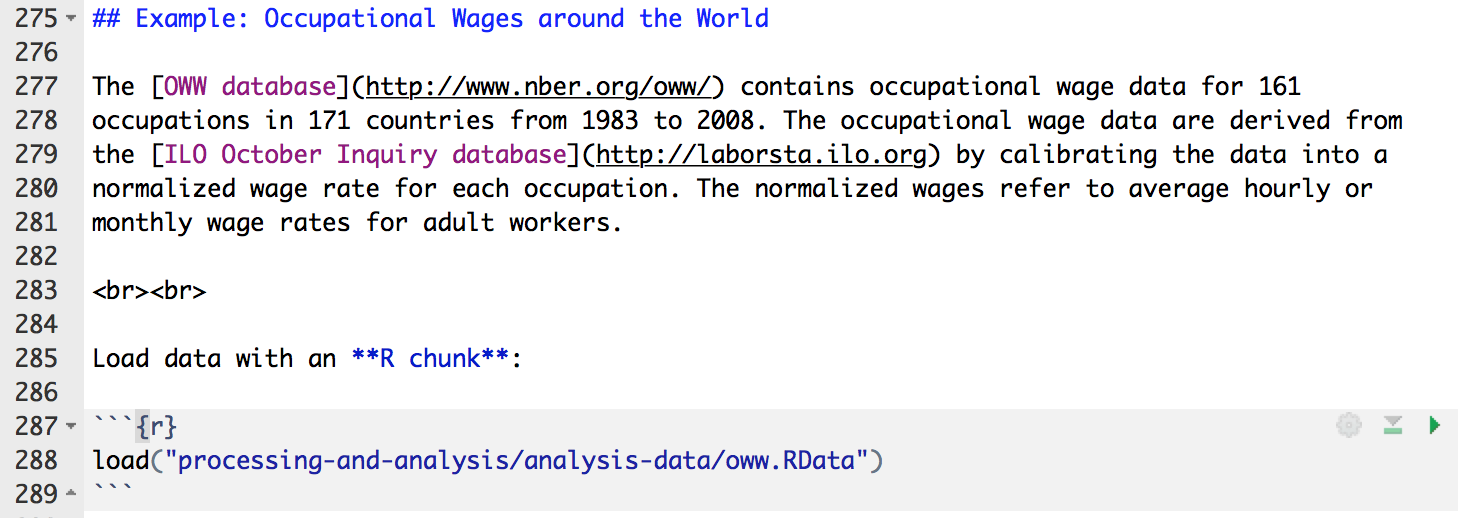 275 ## Example: Occupational Wages around the World
276
277 The [OWW database](http://www.nber.org/oww/) contains occupational wage data for 161
278 occupations in 171 countries from 1983 to 2008. The occupational wage data are derived from
279 the [ILO October Inquiry database](http://laborsta.ilo.org) by calibrating the data into a
280 normalized wage rate for each occupation. The normalized wages refer to average hourly or
281 monthly wage rates for adult workers.
282
283 <br><br>
284
285 Load data with an **R chunk**:
286
287 ```{r}
288 load("processing-and-analysis/analysis-data/oww.RData")
289 ```